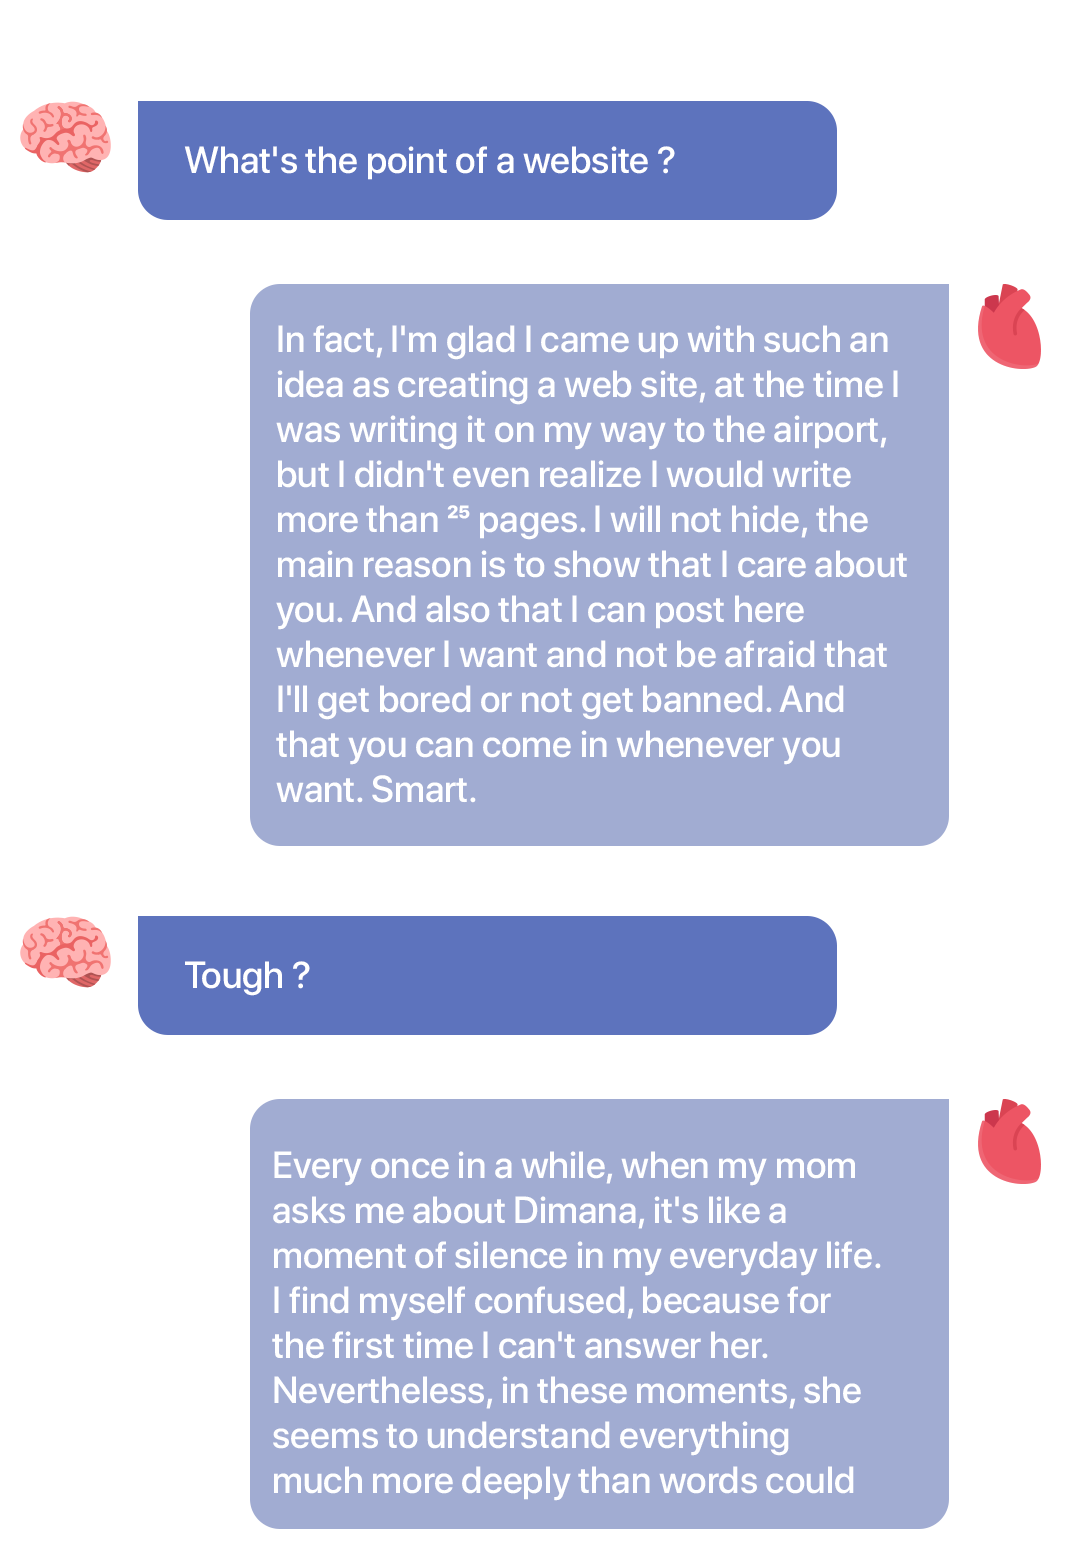 What's the point of a website ?
In fact, I'm glad I came up with such an
idea as creating a web site, at the time I
was writing it on my way to the airport,
but I didn't even realize I would write
more than ²⁵ pages. I will not hide, the
main reason is to show that I care about
you. And also that I can post here
whenever I want and not be afraid that
I'll get bored or not get banned. And
that you can come in whenever you
want. Smart.
Tough ?
Every once in a while, when my mom
asks me about Dimana, it's like a
moment of silence in my everyday life.
I find myself confused, because for
the first time I can't answer her.
Nevertheless, in these moments, she
seems to understand everything
much more deeply than words could